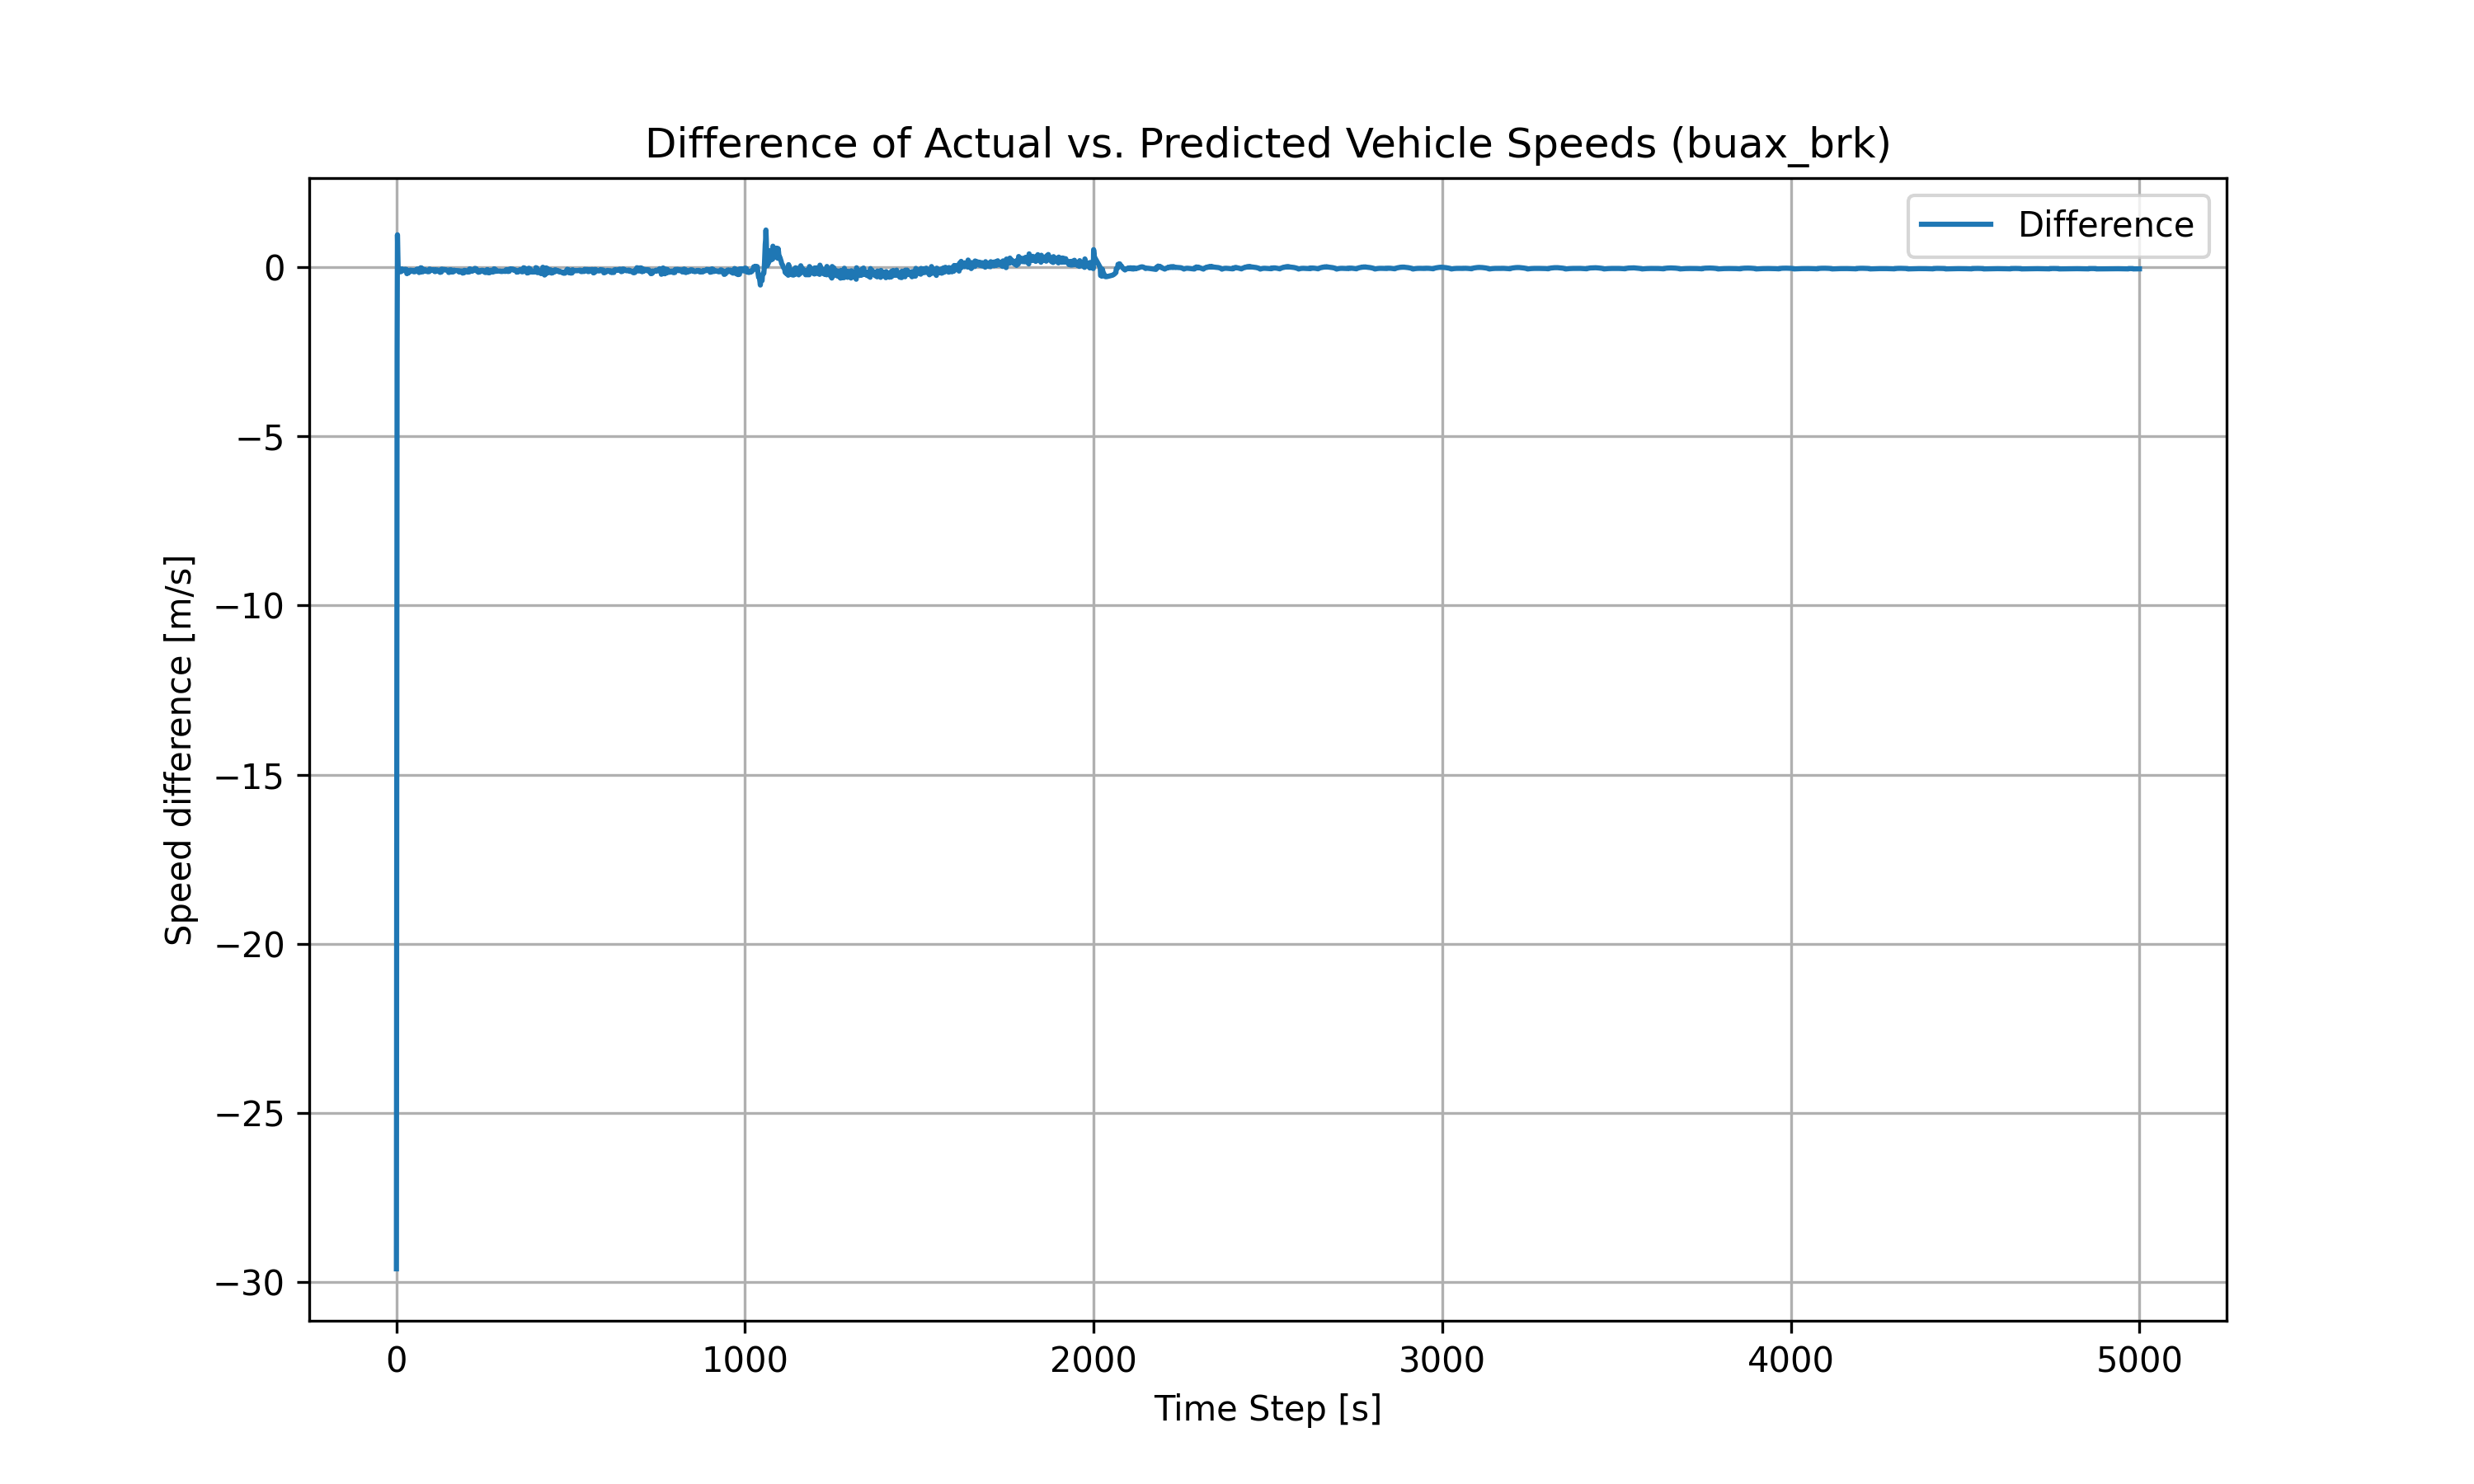 Difference of Actual vs. Predicted Vehicle Speeds (buax_brk)
Difference
0
−5
−10
−15
−20
−25
−30
Speed difference [m/s]
0 1000 2000 3000 4000 5000
Time Step [s]